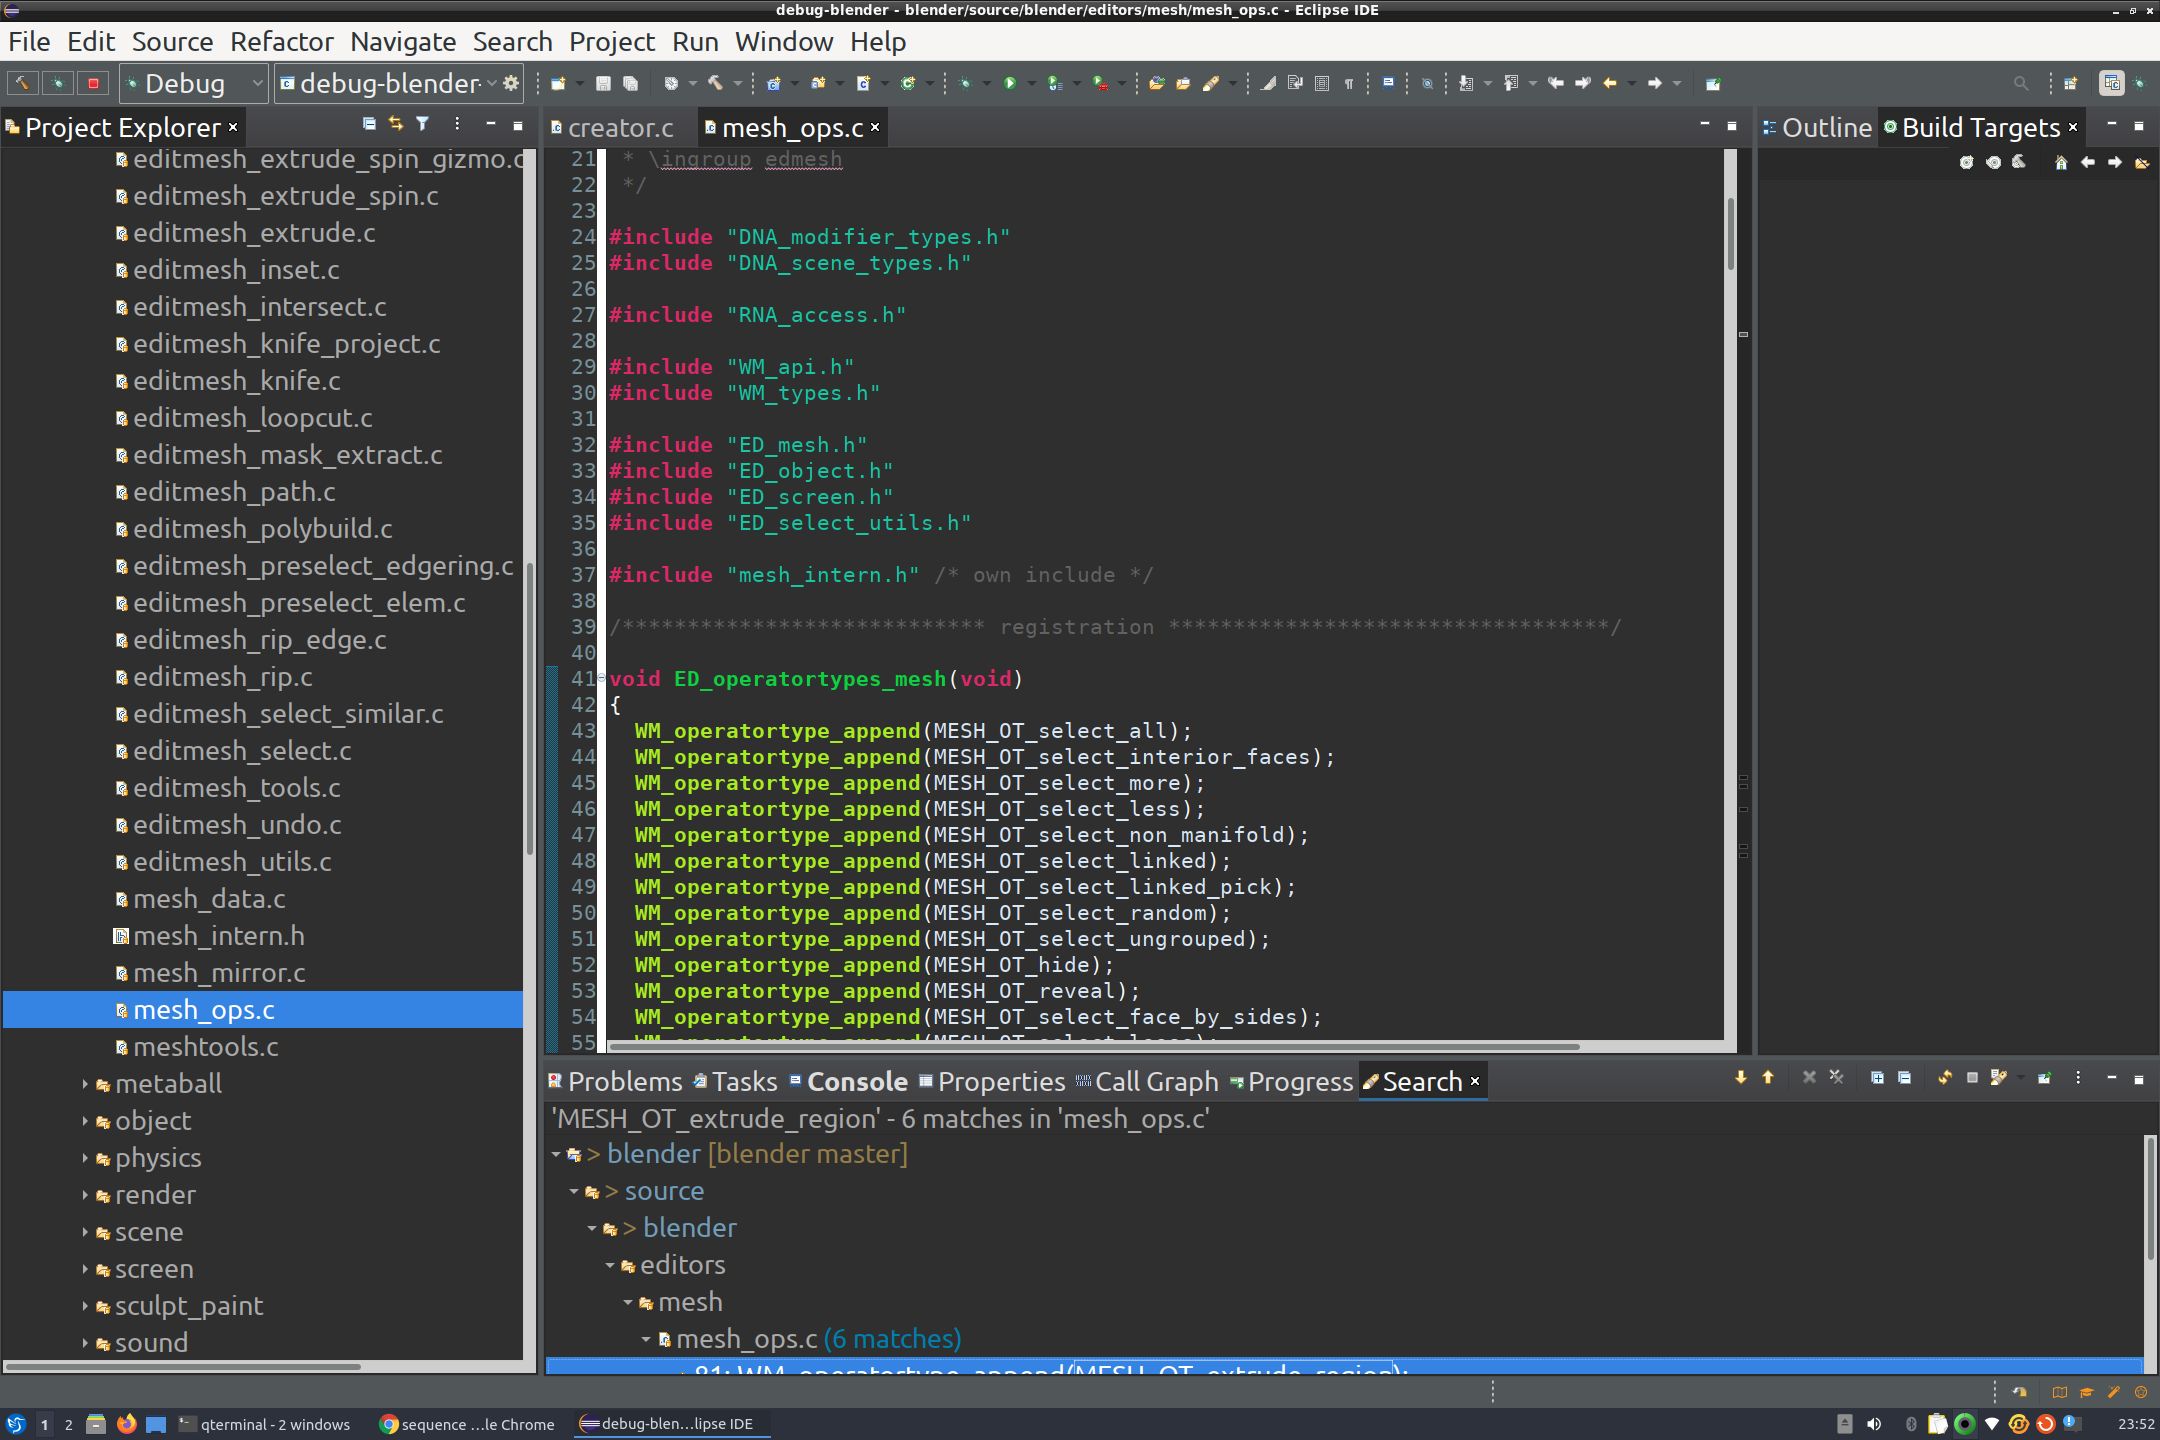 debug-blender - blender/source/blender/editors/mesh/mesh_ops.c - Eclipse IDE
File Edit Source Refactor Navigate Search Project Run Window Help
Debug debug-blender-
Project Explorer
editmesh_extrude_spin_gizmo.c
editmesh_extrude_spin.c
editmesh_extrude.c
editmesh_inset.c
editmesh_intersect.c
editmesh_knife_project.c
editmesh_knife.c
editmesh_loopcut.c
editmesh_mask_extract.c
editmesh_path.c
editmesh_polybuild.c
editmesh_preselect_edgering.c
editmesh_preselect_elem.c
editmesh_rip_edge.c
editmesh_rip.c
editmesh_select_similar.c
editmesh_select.c
editmesh_tools.c
editmesh_undo.c
editmesh_utils.c
mesh_data.c
mesh_intern.h
mesh_mirror.c
mesh_ops.c
meshtools.c
metaball
object
physics
render
scene
screen
sculpt_paint
sound
creator.c mesh_ops.c
21 * \ingroup edmesh
22 */
23
24 #include "DNA_modifier_types.h"
25 #include "DNA_scene_types.h"
26
27 #include "RNA_access.h"
28
29 #include "WM_api.h"
30 #include "WM_types.h"
31
32 #include "ED_mesh.h"
33 #include "ED_object.h"
34 #include "ED_screen.h"
35 #include "ED_select_utils.h"
36
37 #include "mesh_intern.h" /* own include */
38
39 /**************************** registration **********************************/
40
41 void ED_operatortypes_mesh(void)
42 {
43 WM_operatortype_append(MESH_OT_select_all);
44 WM_operatortype_append(MESH_OT_select_interior_faces);
45 WM_operatortype_append(MESH_OT_select_more);
46 WM_operatortype_append(MESH_OT_select_less);
47 WM_operatortype_append(MESH_OT_select_non_manifold);
48 WM_operatortype_append(MESH_OT_select_linked);
49 WM_operatortype_append(MESH_OT_select_linked_pick);
50 WM_operatortype_append(MESH_OT_select_random);
51 WM_operatortype_append(MESH_OT_select_ungrouped);
52 WM_operatortype_append(MESH_OT_hide);
53 WM_operatortype_append(MESH_OT_reveal);
54 WM_operatortype_append(MESH_OT_select_face_by_sides);
55
Outline Build Targets
Problems Tasks Console Properties Call Graph Progress Search
'MESH_OT_extrude_region' - 6 matches in 'mesh_ops.c'
> blender [blender master]
> source
> blender
editors
mesh
mesh_ops.c (6 matches)
81: WM_operatortype_append(MESH_OT_extrude_region);
1 2 qterminal - 2 windows sequence ...le Chrome debug-blen...lipse IDE 23:52